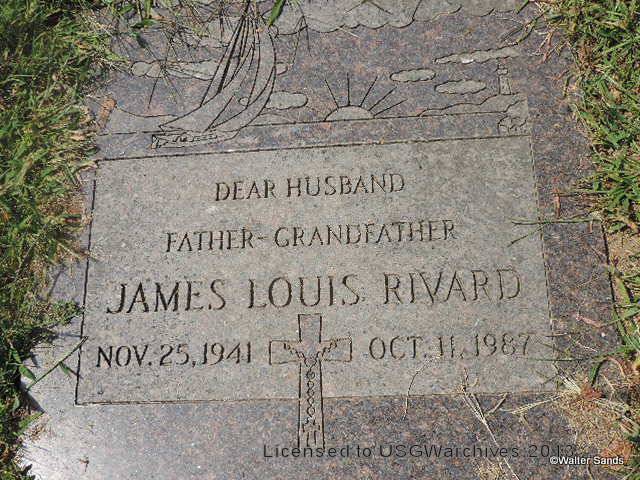 DEAR HUSBAND
FATHER-GRANDFATHER
JAMES LOUIS RIVARD
NOV. 25, 1941 OCT. 11, 1987
Licensed to USGWarchives 2013
©Walter Sands